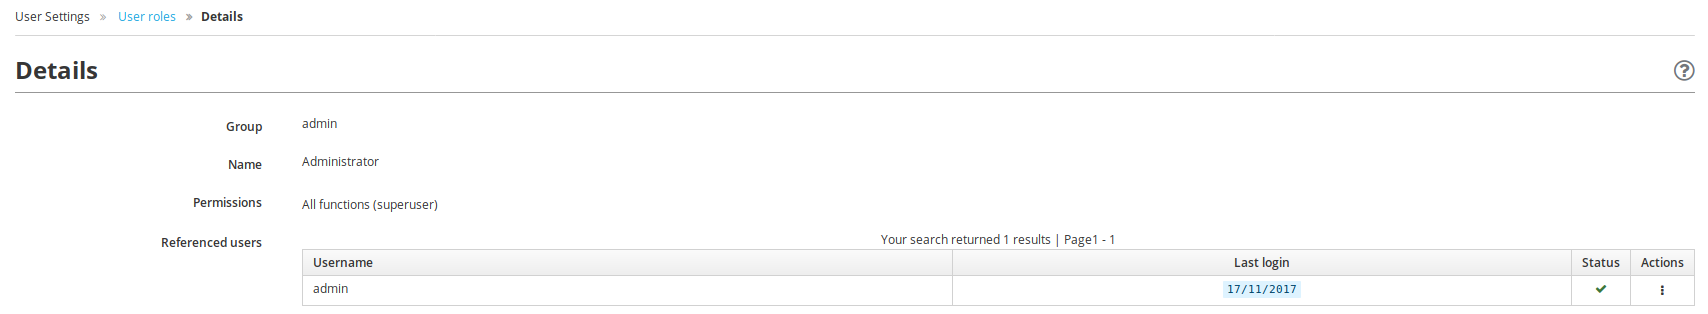 User Settings » User roles » Details
Details
Group admin
Name Administrator
Permissions All functions (superuser)
Referenced users
Your search returned 1 results | Page1 - 1
Username Last login Status Actions
admin 17/11/2017